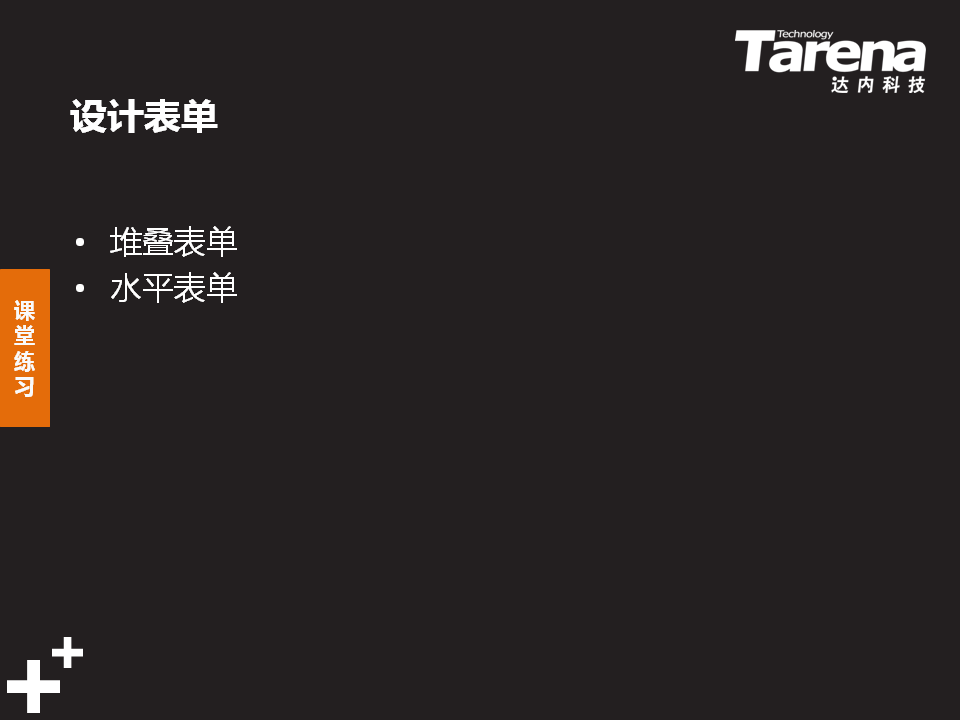 Technology
Tarena
达内科技
设计表单
• 堆叠表单
• 水平表单
课
堂
练
习